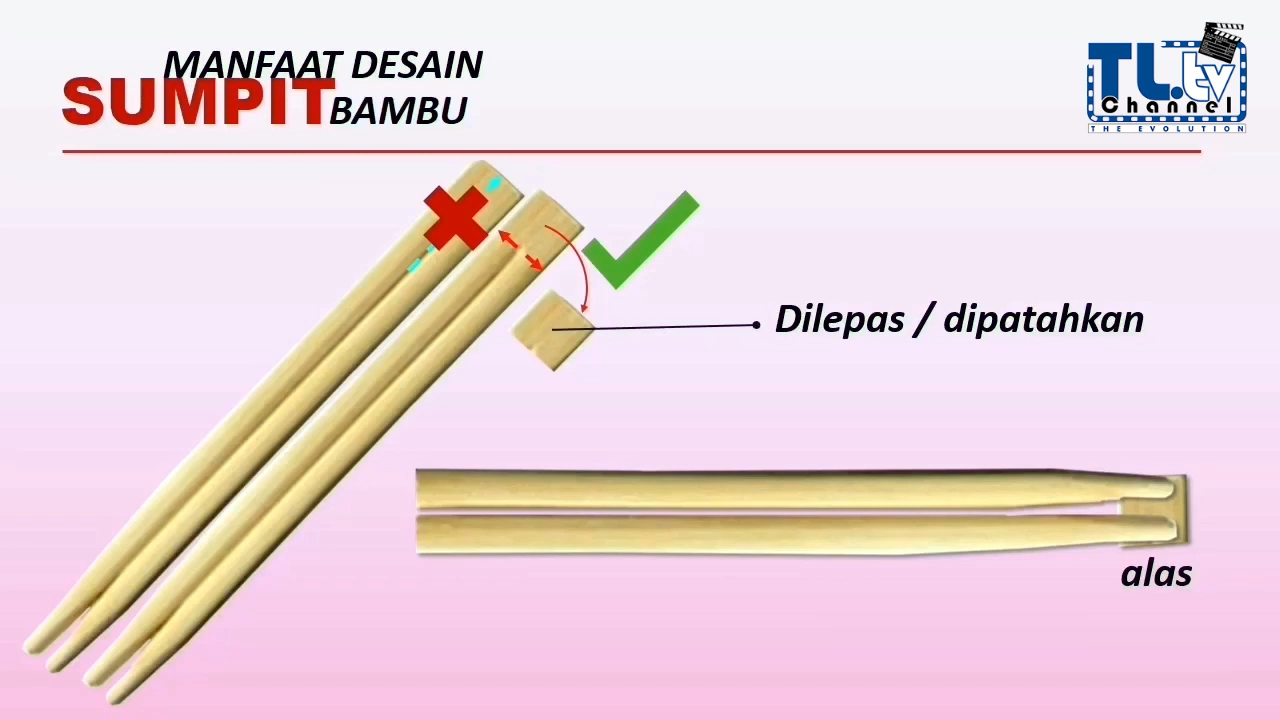 MANFAAT DESAIN
SUMPIT BAMBU
TL.tv
Channel
THE EVOLUTION
Dilepas / dipatahkan
alas